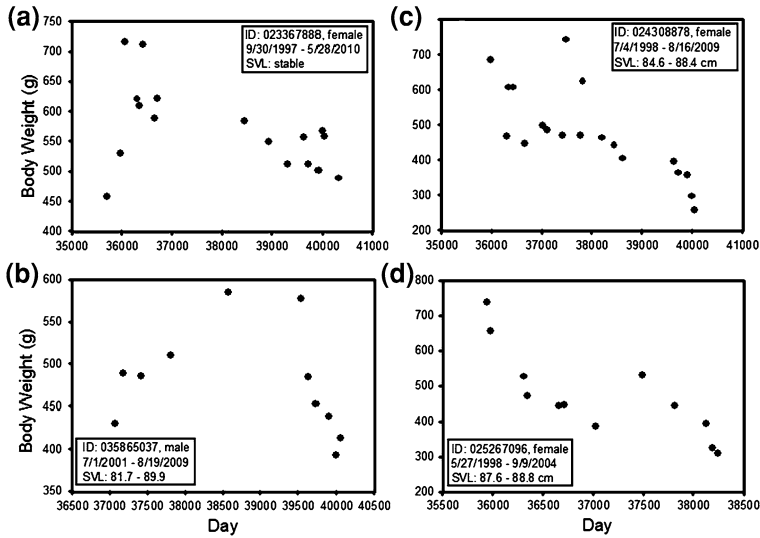 (a)
ID: 02336788B, female
9/30/1997 - 5/28/2010
SVL: stable
Body Weight (g)
750
700
650
600
550
500
450
400
35000 36000 37000 38000 39000 40000 41000
(c)
ID: 024308878, female
7/4/1998 - 8/16/2009
SVL: 84.6 - 88.4 cm
800
700
600
500
400
300
200
35000 36000 37000 38000 39000 40000 41000
(b)
ID: 035865037, male
7/1/2001 - 8/19/2009
SVL: 81.7 - 89.9
Body Weight (g)
600
550
500
450
400
350
36500 37000 37500 38000 38500 39000 39500 40000 40500
Day
(d)
ID: 025267096, female
5/27/1998 - 9/9/2004
SVL: 87.6 - 88.8 cm
800
700
600
500
400
300
200
35500 36000 36500 37000 37500 38000 38500
Day